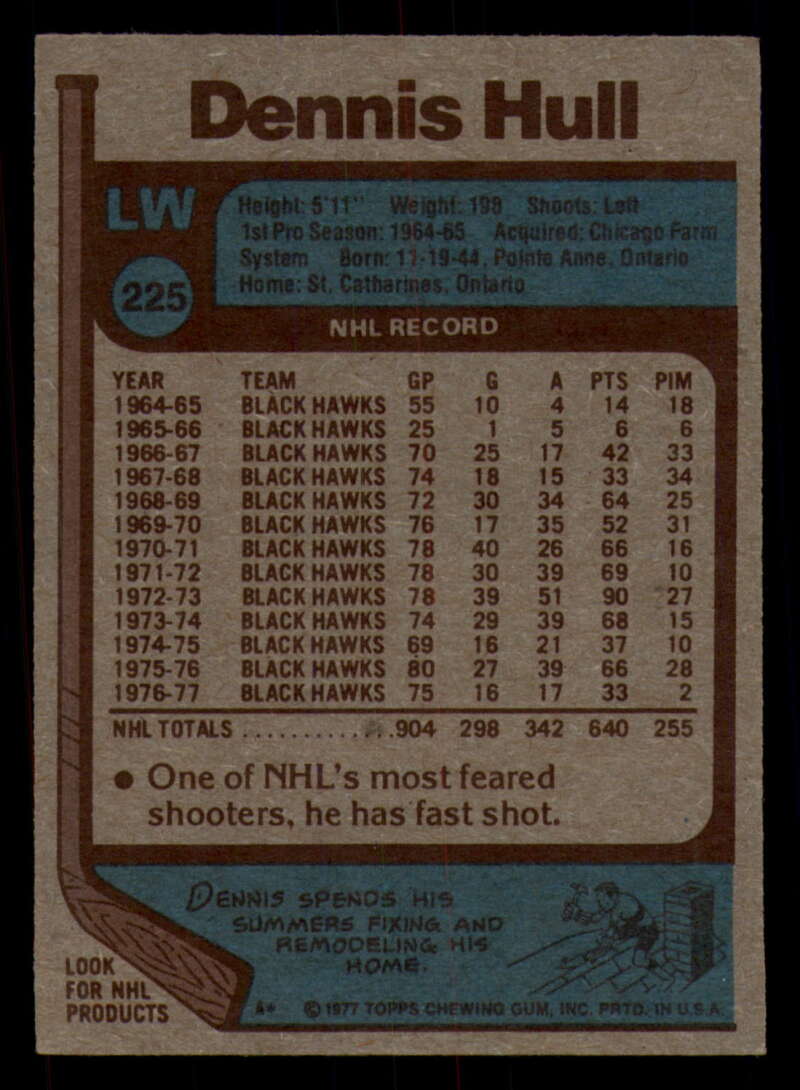 Dennis Hull
LW
225
Height: 5'11" Weight: 198 Shoots: Left
1st Pro Season: 1964-65 Acquired: Chicago Farm
System Born: 11-19-44, Pointe Anne, Ontario
Home: St. Catharines, Ontario
NHL RECORD
YEAR TEAM GP G A PTS PIM
1964-65 BLACK HAWKS 55 10 4 14 18
1965-66 BLACK HAWKS 25 1 5 6 6
1966-67 BLACK HAWKS 70 25 17 42 33
1967-68 BLACK HAWKS 74 18 15 33 34
1968-69 BLACK HAWKS 72 30 34 64 25
1969-70 BLACK HAWKS 76 17 35 52 31
1970-71 BLACK HAWKS 78 40 26 66 16
1971-72 BLACK HAWKS 78 30 39 69 10
1972-73 BLACK HAWKS 78 39 51 90 27
1973-74 BLACK HAWKS 74 29 39 68 15
1974-75 BLACK HAWKS 69 16 21 37 10
1975-76 BLACK HAWKS 80 27 39 66 28
1976-77 BLACK HAWKS 75 16 17 33 2
NHL TOTALS ............904 298 342 640 255
● One of NHL's most feared
shooters, he has fast shot.
DENNIS SPENDS HIS
SUMMERS FIXING AND
REMODELING HIS
HOME.
LOOK
FOR NHL
PRODUCTS
A* © 1977 TOPPS CHEWING GUM, INC. PRTD. IN U.S.A.